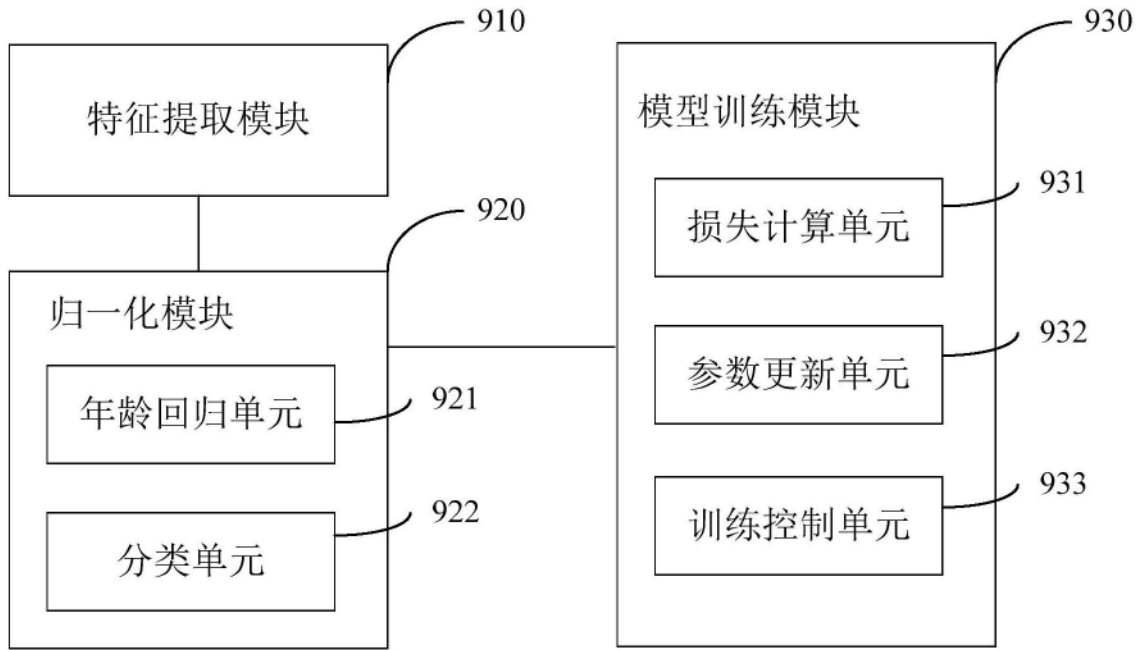 910
特征提取模块
920
归一化模块
年龄回归单元
921
分类单元
922
930
模型训练模块
931
损失计算单元
932
参数更新单元
933
训练控制单元